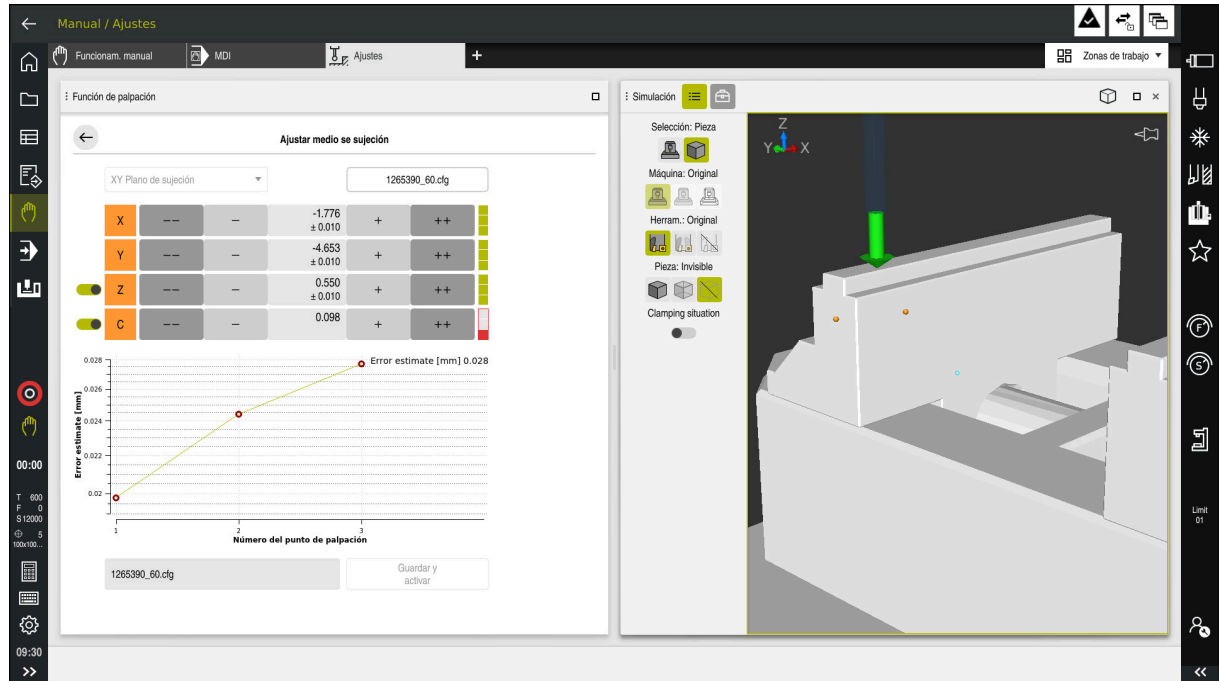 Manual / Ajustes
Funcionam. manual
MDI
Ajustes
+
Zonas de trabajo
Función de palpación
Ajustar medio se sujeción
XY Plano de sujeción
1265390_60.cfg
X
−−
−
-1.776
± 0.010
+
++
Y
−−
−
-4.653
± 0.010
+
++
Z
−−
−
0.550
± 0.010
+
++
C
−−
−
0.098
+
++
Error estimate [mm] 0.028
Error estimate [mm]
0.028
0.026
0.024
0.022
0.02
1
2
3
Número del punto de palpación
1265390_60.cfg
Guardar y
activar
Simulación
Selección: Pieza
Máquina: Original
Herram.: Original
Pieza: Invisible
Clamping situation
Z
Y
X
00:00
T 600
F 0
S 12000
5
100x100...
09:30
F
S
Limit
01